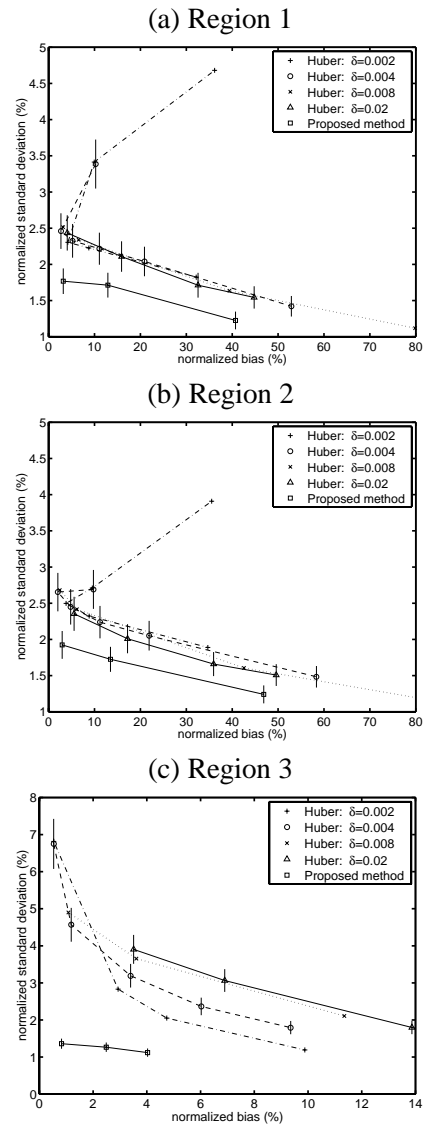 (a) Region 1
5
4.5
4
3.5
3
2.5
2
1.5
1
0 10 20 30 40 50 60 70 80
normalized standard deviation (%)
normalized bias (%)
Huber: δ=0.002
Huber: δ=0.004
Huber: δ=0.008
Huber: δ=0.02
Proposed method
(b) Region 2
5
4.5
4
3.5
3
2.5
2
1.5
1
0 10 20 30 40 50 60 70 80
normalized standard deviation (%)
normalized bias (%)
Huber: δ=0.002
Huber: δ=0.004
Huber: δ=0.008
Huber: δ=0.02
Proposed method
(c) Region 3
8
7
6
5
4
3
2
1
0
0 2 4 6 8 10 12 14
normalized standard deviation (%)
normalized bias (%)
Huber: δ=0.002
Huber: δ=0.004
Huber: δ=0.008
Huber: δ=0.02
Proposed method